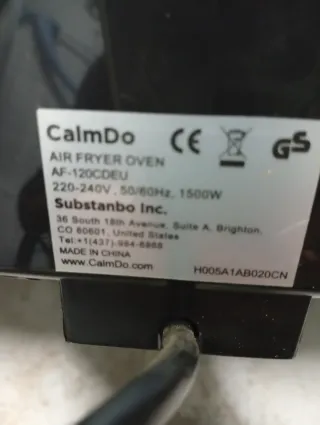 CalmDo
CE
GS
AIR FRYER OVEN
AF-120CDEU
220-240V , 50/60Hz, 1500W
Substanbo Inc.
36 South 18th Avenue, Suite A, Brighton,
CO 80601, United States
Tel:+1(437)-984-8868
MADE IN CHINA
www.CalmDo.com
H005A1AB020CN